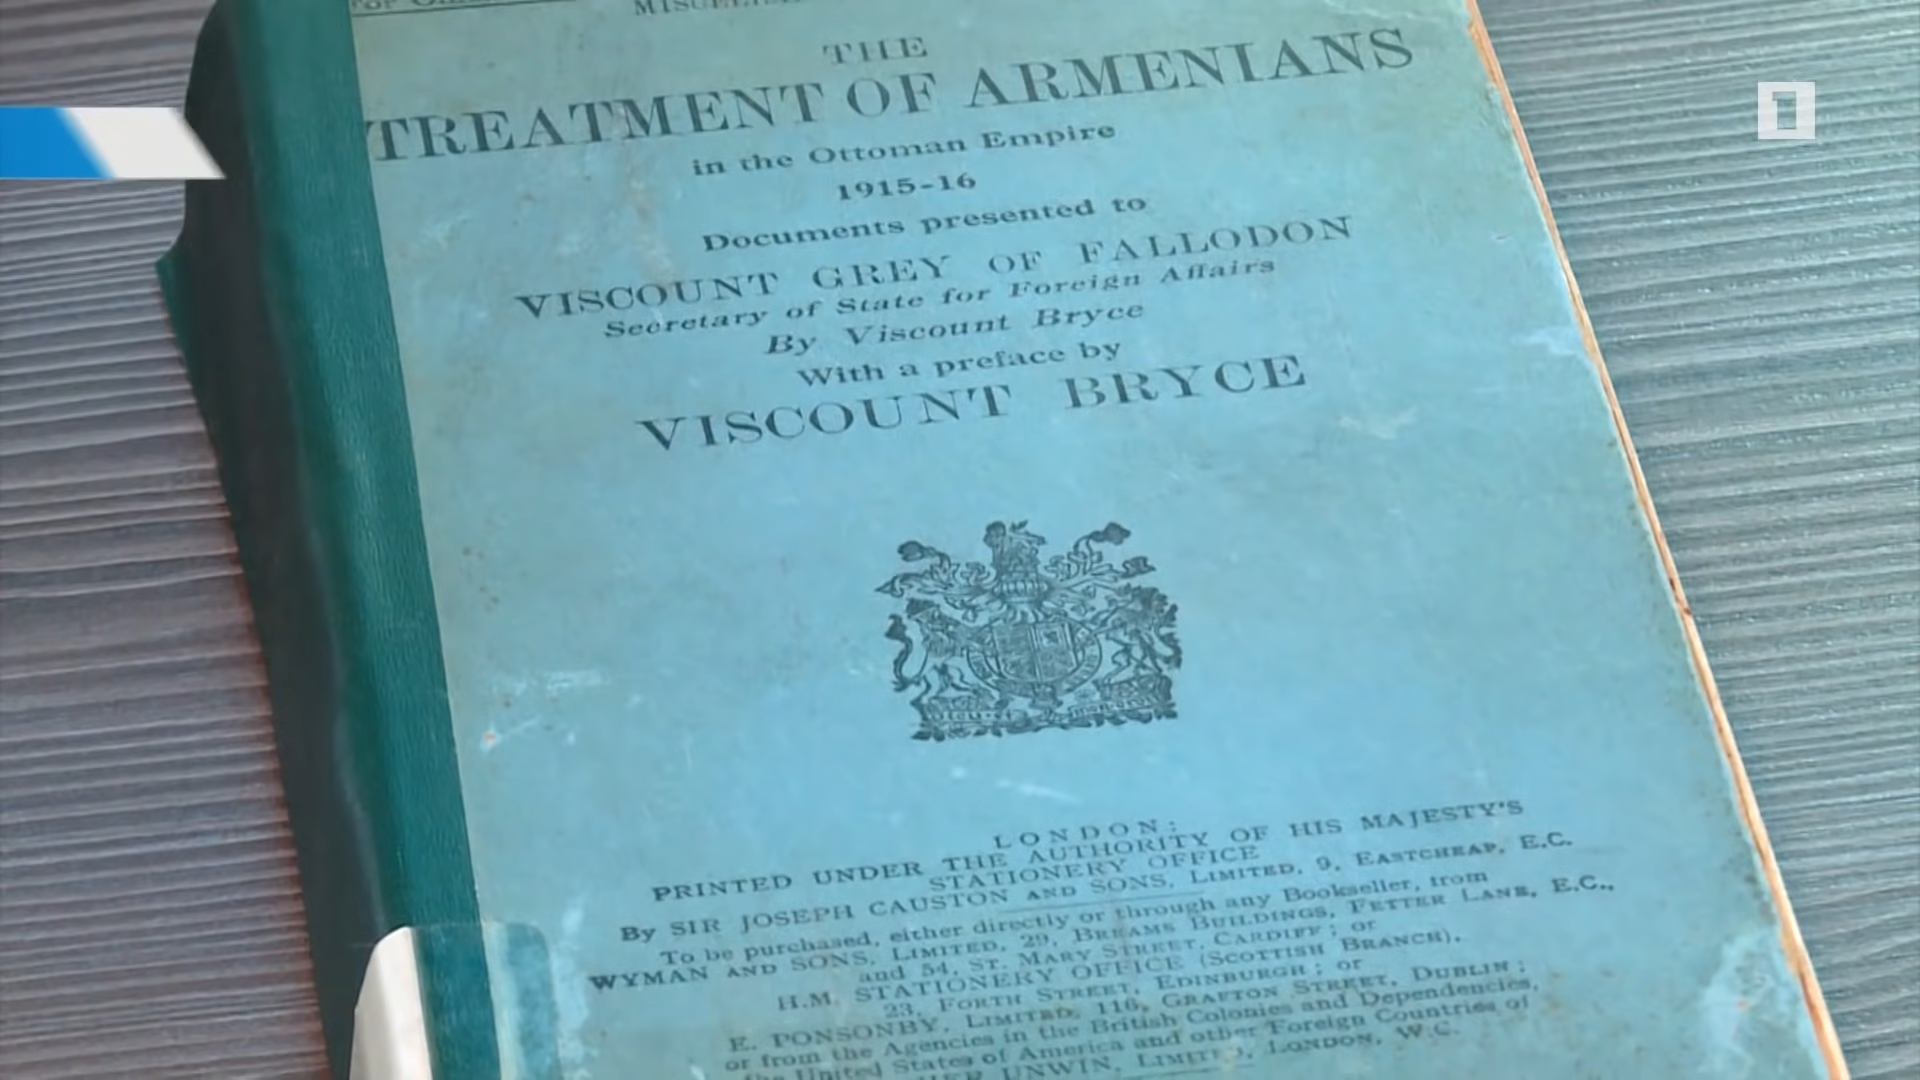 THE
TREATMENT OF ARMENIANS
in the Ottoman Empire
1915-16
Documents presented to
VISCOUNT GREY OF FALLODON
Secretary of State for Foreign Affairs
By Viscount Bryce
With a preface by
VISCOUNT BRYCE
LONDON:
PRINTED UNDER THE AUTHORITY OF HIS MAJESTY'S
STATIONERY OFFICE
By SIR JOSEPH CAUSTON AND SONS, LIMITED, 9, EASTCHEAP, E.C.
To be purchased, either directly or through any Bookseller, from
WYMAN AND SONS, LIMITED, 29, BREAMS BUILDINGS, FETTER LANE, E.C.,
and 54, ST. MARY STREET, CARDIFF; or
H.M. STATIONERY OFFICE (SCOTTISH BRANCH),
23, FORTH STREET, EDINBURGH; or
E. PONSONBY, LIMITED, 116, GRAFTON STREET, DUBLIN;
or from the Agencies in the British Colonies and Dependencies,
the United States of America and other Foreign Countries of
UNWIN, LIMITED, LONDON, W.C.
1